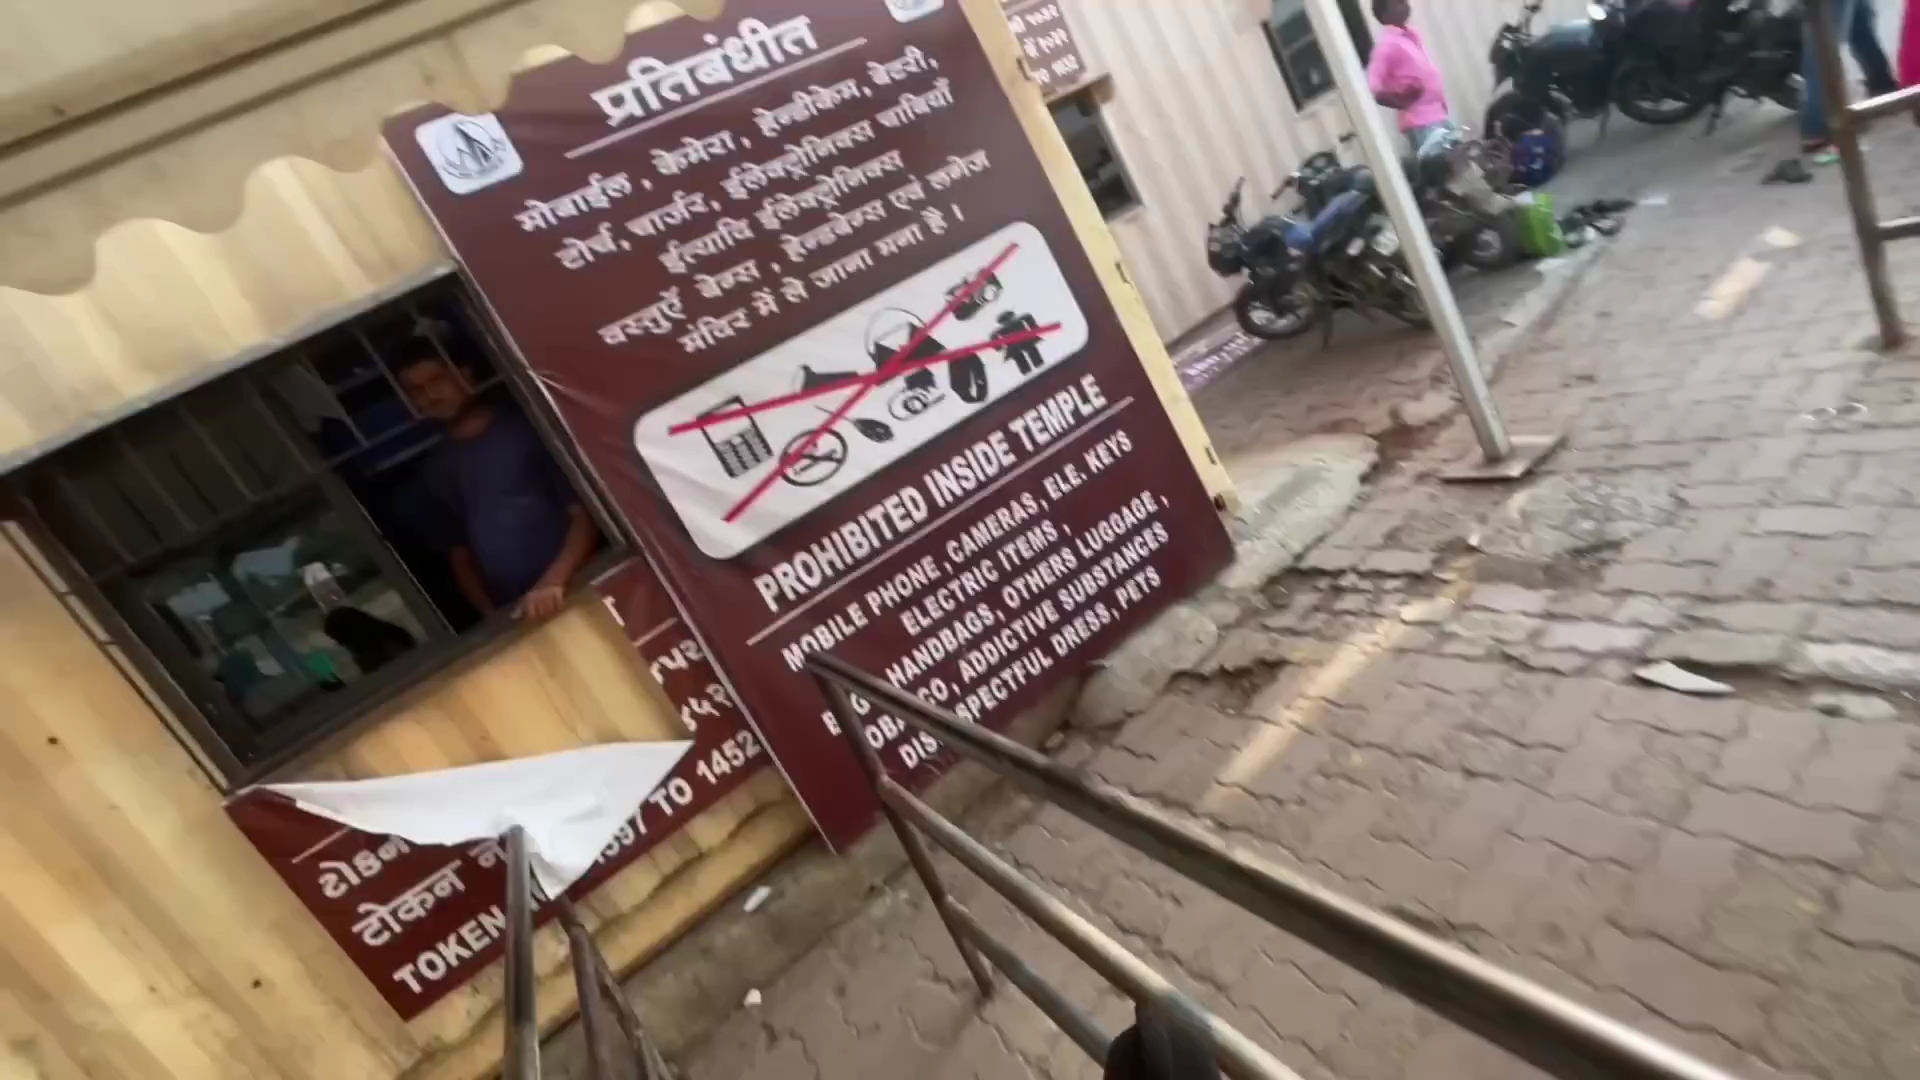 प्रतिबंधीत
मोबाईल, केमेरा, हेन्डीकेम, बेटरी,
टोर्च, चार्जर, ईलेक्ट्रोनिक्स चाबियाँ
ईत्यादि ईलेक्ट्रोनिक्स
वस्तुएँ बेग्स, हेन्डबेग्स एवं लगेज
मंदिर में ले जाना मना है।
PROHIBITED INSIDE TEMPLE
MOBILE PHONE, CAMERAS, ELE. KEYS
ELECTRIC ITEMS,
HANDBAGS, OTHERS LUGGAGE,
ADDICTIVE SUBSTANCES
DRESS, PETS
ટોકન
टोकन
TOKEN TO 1452